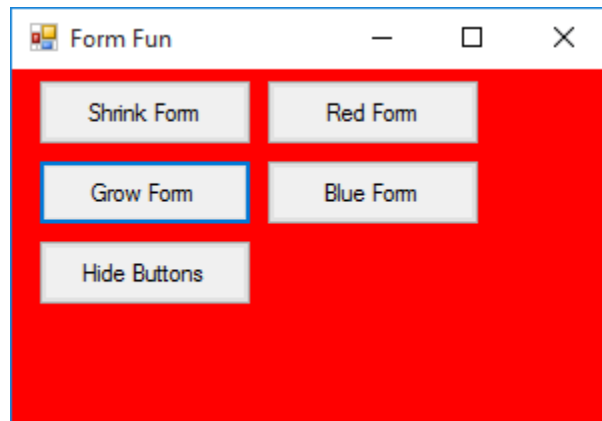 Form Fun
Shrink Form Red Form
Grow Form Blue Form
Hide Buttons